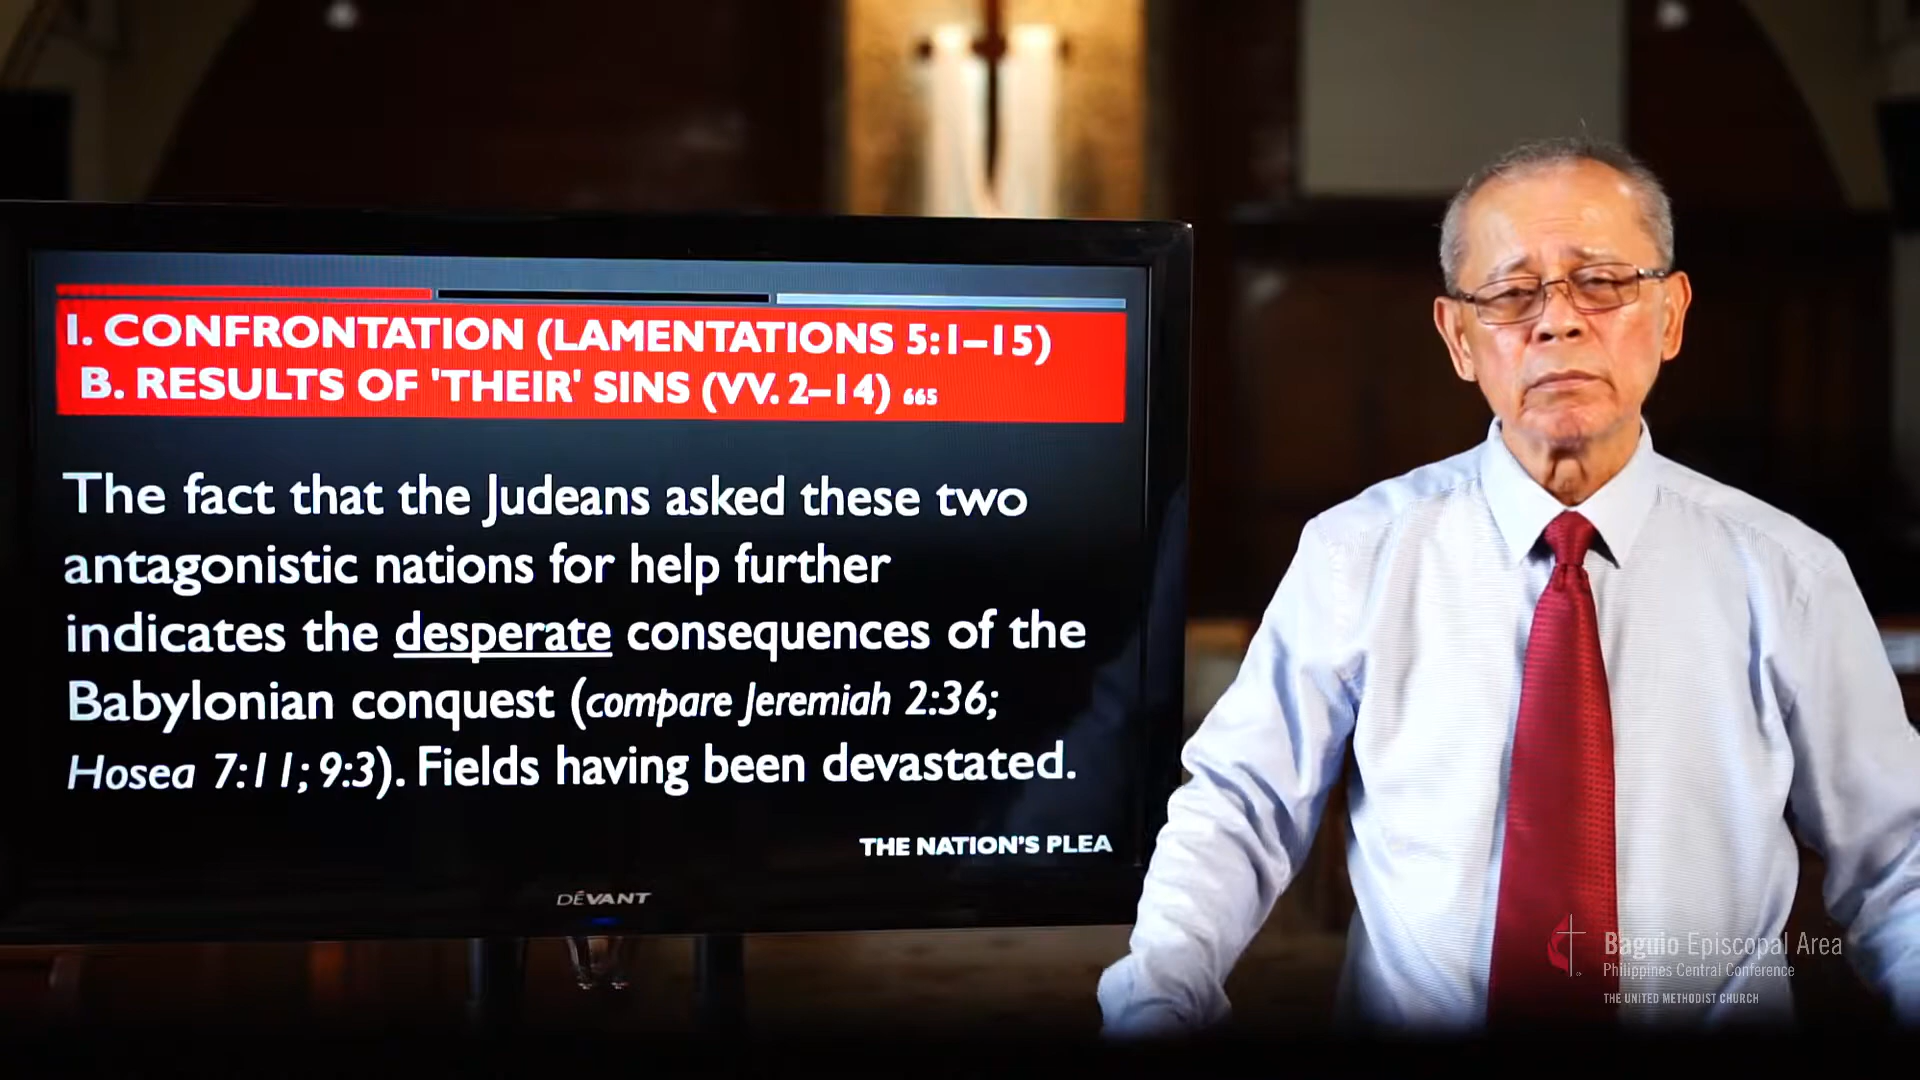 I. CONFRONTATION (LAMENTATIONS 5:1–15)
B. RESULTS OF 'THEIR' SINS (VV. 2–14) 665
The fact that the Judeans asked these two
antagonistic nations for help further
indicates the desperate consequences of the
Babylonian conquest (compare Jeremiah 2:36;
Hosea 7:11; 9:3). Fields having been devastated.
THE NATION'S PLEA
DEVANT
Baguio Episcopal Area
Philippines Central Conference
THE UNITED METHODIST CHURCH